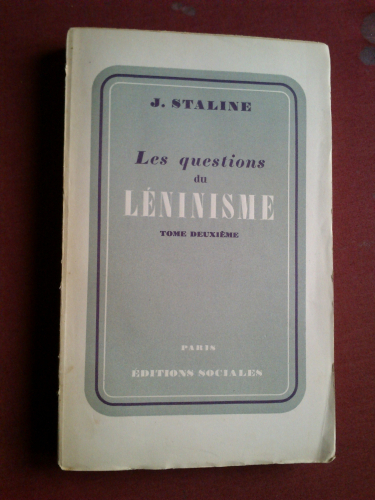 J. STALINE
Les questions
du
LÉNINISME
TOME DEUXIÈME
PARIS
ÉDITIONS SOCIALES